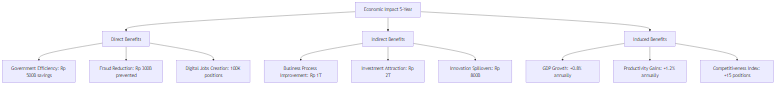 Economic Impact 5-Year
Direct Benefits
Indirect Benefits
Induced Benefits
Government Efficiency: Rp
500B savings
Fraud Reduction: Rp 300B
prevented
Digital Jobs Creation: 100K
positions
Business Process
Improvement: Rp 1T
Investment Attraction: Rp
2T
Innovation Spillovers: Rp
800B
GDP Growth: +0.8%
annually
Productivity Gains: +1.2%
annually
Competitiveness Index:
+15 positions